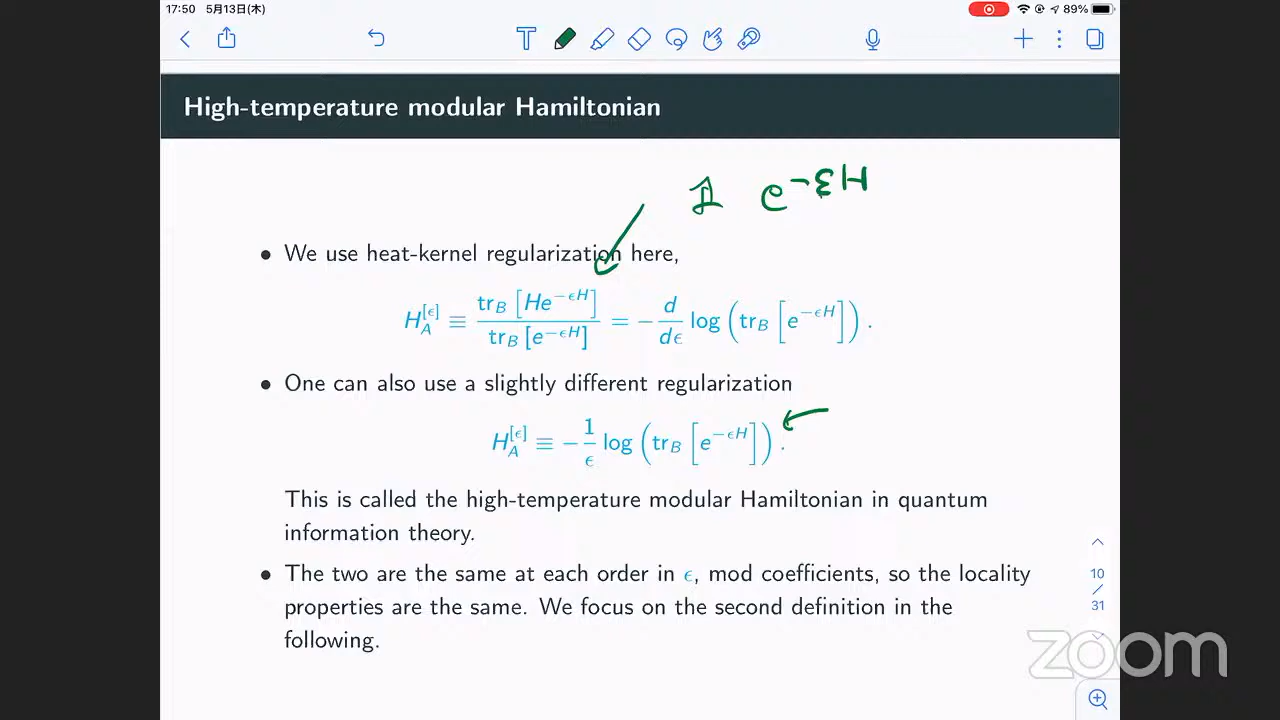 17:50 5月13日(木)
89%
High-temperature modular Hamiltonian
1 e^{-εH}
• We use heat-kernel regularization here,
H_A^{[ϵ]} ≡ tr_B [He^{-ϵH}] / tr_B [e^{-ϵH}] = − d/dϵ log (tr_B [e^{-ϵH}]) .
• One can also use a slightly different regularization
H_A^{[ϵ]} ≡ − 1/ϵ log (tr_B [e^{-ϵH}]) .
This is called the high-temperature modular Hamiltonian in quantum
information theory.
• The two are the same at each order in ϵ, mod coefficients, so the locality
properties are the same. We focus on the second definition in the
following.
10
/
31
zoom